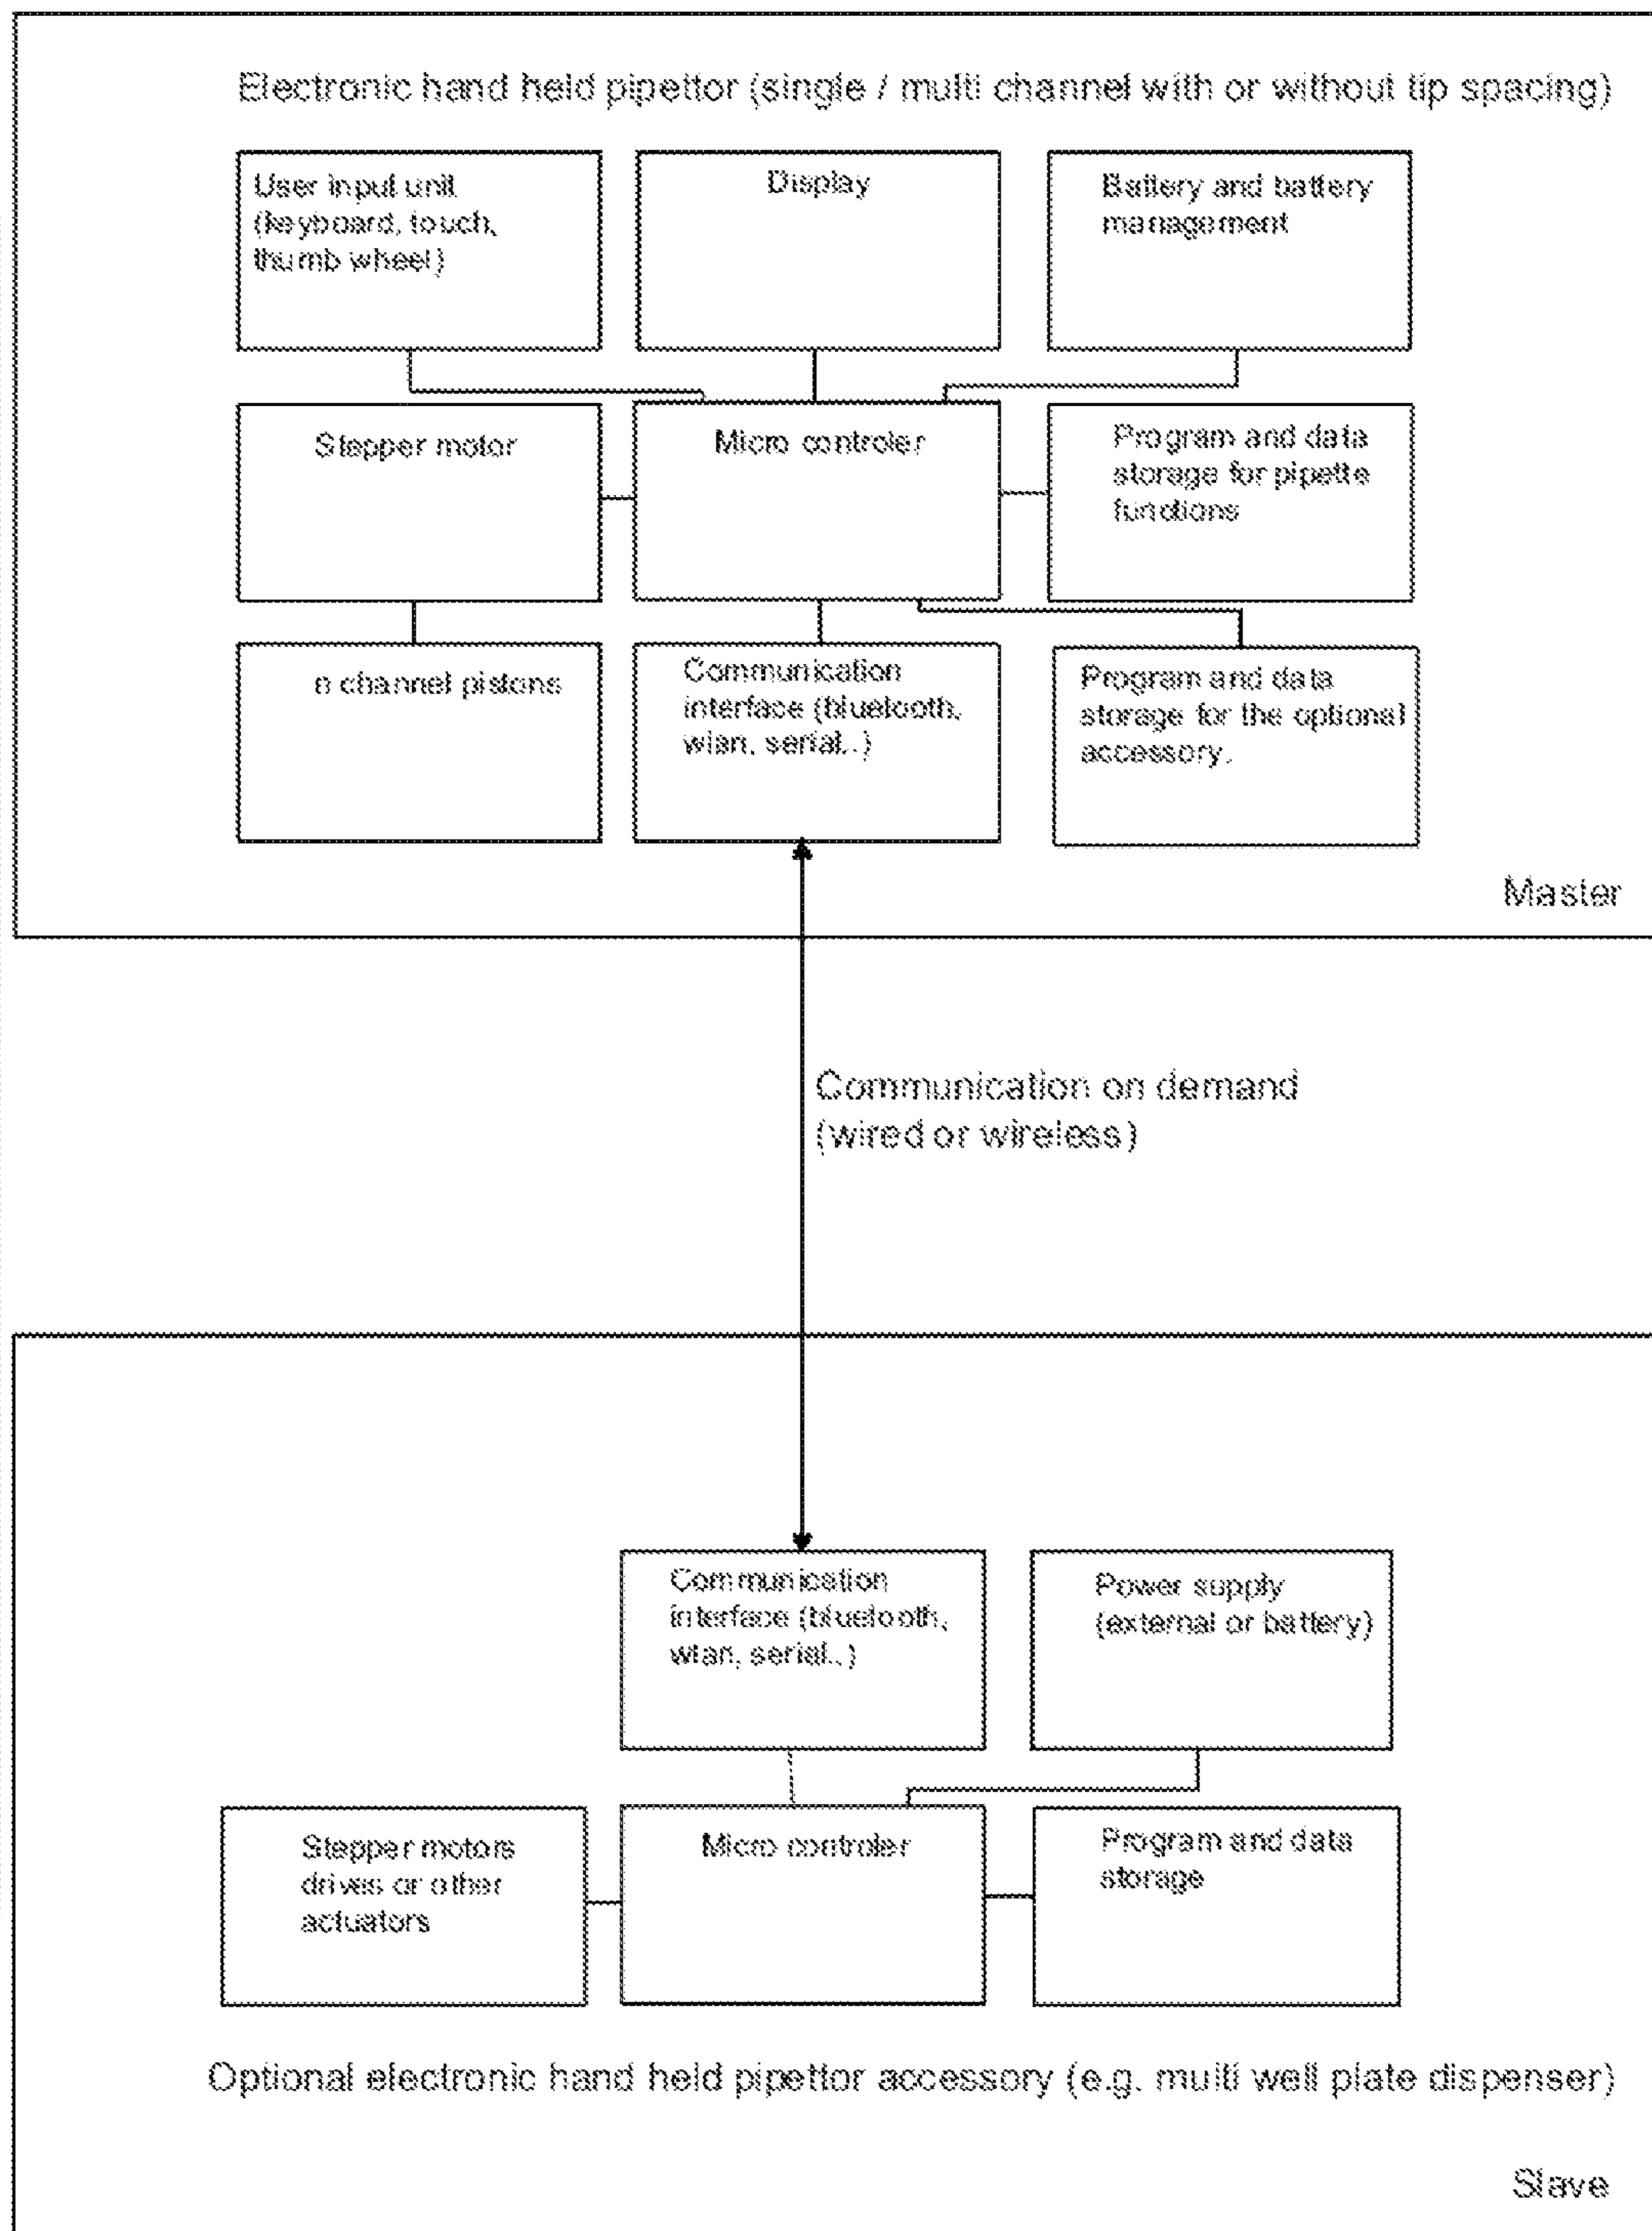 Electronic hand held pipettor (single / multi channel with or without tip spacing)
User input unit
(keyboard, touch,
thumb wheel)
Display
Battery and battery
management
Stepper motor
Micro controler
Program and data
storage for pipette
functions
n channel pistons
Communication
interface (bluetooth,
wlan, serial..)
Program and data
storage for the optional
accessory.
Master
Communication on demand
(wired or wireless)
Communication
interface (bluetooth,
wlan, serial..)
Power supply
(external or battery)
Stepper motors
drives or other
actuators
Micro controler
Program and data
storage
Optional electronic hand held pipettor accessory (e.g. multi well plate dispenser)
Slave